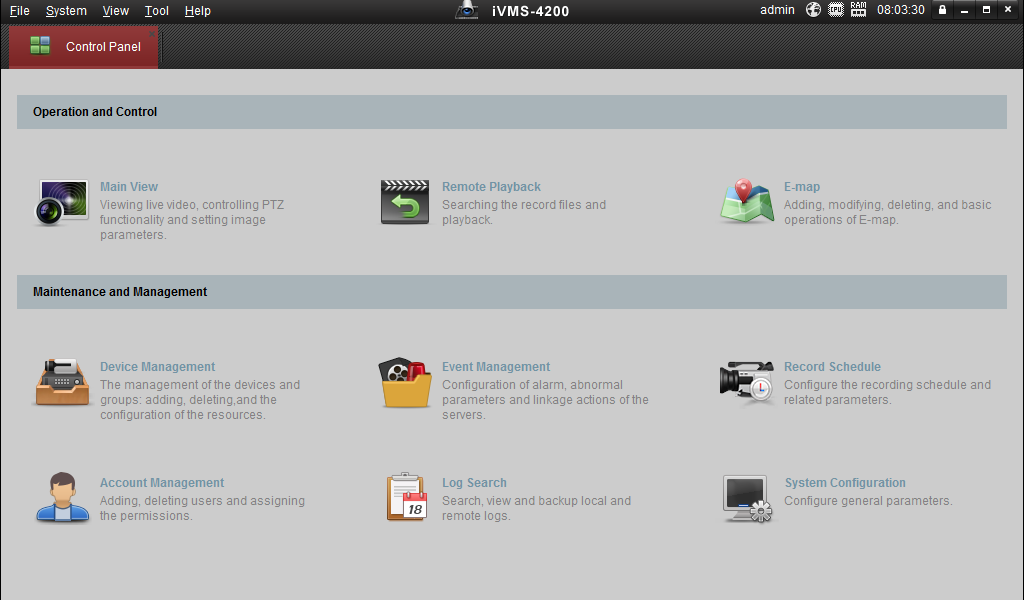 File System View Tool Help
iVMS-4200
admin CPU RAM 08:03:30
Control Panel
Operation and Control
Main View
Viewing live video, controlling PTZ
functionality and setting image
parameters.
Remote Playback
Searching the record files and
playback.
E-map
Adding, modifying, deleting, and basic
operations of E-map.
Maintenance and Management
Device Management
The management of the devices and
groups: adding, deleting,and the
configuration of the resources.
Event Management
Configuration of alarm, abnormal
parameters and linkage actions of the
servers.
Record Schedule
Configure the recording schedule and
related parameters.
Account Management
Adding, deleting users and assigning
the permissions.
18
Log Search
Search, view and backup local and
remote logs.
System Configuration
Configure general parameters.